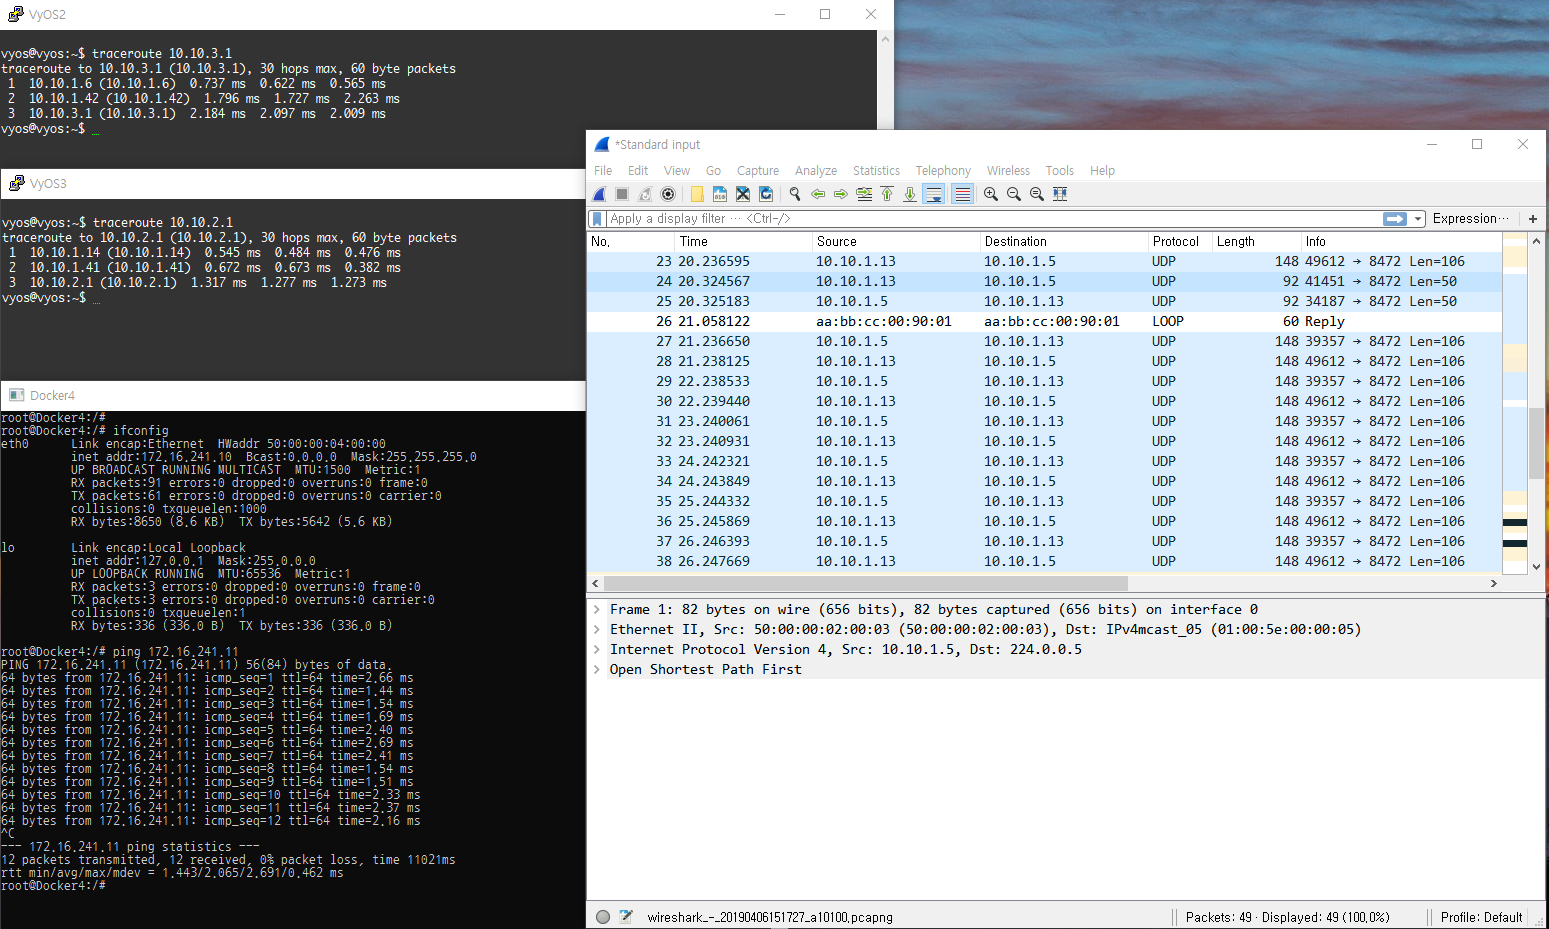 VyOS2
vyos@vyos:~$ traceroute 10.10.3.1
traceroute to 10.10.3.1 (10.10.3.1), 30 hops max, 60 byte packets
1  10.10.1.6 (10.10.1.6)  0.737 ms  0.622 ms  0.565 ms
2  10.10.1.42 (10.10.1.42)  1.796 ms  1.727 ms  2.263 ms
3  10.10.3.1 (10.10.3.1)  2.184 ms  2.097 ms  2.009 ms
vyos@vyos:~$ _
VyOS3
vyos@vyos:~$ traceroute 10.10.2.1
traceroute to 10.10.2.1 (10.10.2.1), 30 hops max, 60 byte packets
1  10.10.1.14 (10.10.1.14)  0.545 ms  0.484 ms  0.476 ms
2  10.10.1.41 (10.10.1.41)  0.672 ms  0.673 ms  0.382 ms
3  10.10.2.1 (10.10.2.1)  1.317 ms  1.277 ms  1.273 ms
vyos@vyos:~$ _
Docker4
root@Docker4:/#
root@Docker4:/# ifconfig
eth0      Link encap:Ethernet  HWaddr 50:00:00:04:00:00
inet addr:172.16.241.10  Bcast:0.0.0.0  Mask:255.255.255.0
UP BROADCAST RUNNING MULTICAST  MTU:1500  Metric:1
RX packets:91 errors:0 dropped:0 overruns:0 frame:0
TX packets:61 errors:0 dropped:0 overruns:0 carrier:0
collisions:0 txqueuelen:1000
RX bytes:8650 (8.6 KB)  TX bytes:5642 (5.6 KB)
lo        Link encap:Local Loopback
inet addr:127.0.0.1  Mask:255.0.0.0
UP LOOPBACK RUNNING  MTU:65536  Metric:1
RX packets:3 errors:0 dropped:0 overruns:0 frame:0
TX packets:3 errors:0 dropped:0 overruns:0 carrier:0
collisions:0 txqueuelen:1
RX bytes:336 (336.0 B)  TX bytes:336 (336.0 B)
root@Docker4:/# ping 172.16.241.11
PING 172.16.241.11 (172.16.241.11) 56(84) bytes of data.
64 bytes from 172.16.241.11: icmp_seq=1 ttl=64 time=2.66 ms
64 bytes from 172.16.241.11: icmp_seq=2 ttl=64 time=1.44 ms
64 bytes from 172.16.241.11: icmp_seq=3 ttl=64 time=1.54 ms
64 bytes from 172.16.241.11: icmp_seq=4 ttl=64 time=1.69 ms
64 bytes from 172.16.241.11: icmp_seq=5 ttl=64 time=2.40 ms
64 bytes from 172.16.241.11: icmp_seq=6 ttl=64 time=2.69 ms
64 bytes from 172.16.241.11: icmp_seq=7 ttl=64 time=2.41 ms
64 bytes from 172.16.241.11: icmp_seq=8 ttl=64 time=1.54 ms
64 bytes from 172.16.241.11: icmp_seq=9 ttl=64 time=1.51 ms
64 bytes from 172.16.241.11: icmp_seq=10 ttl=64 time=2.33 ms
64 bytes from 172.16.241.11: icmp_seq=11 ttl=64 time=2.37 ms
64 bytes from 172.16.241.11: icmp_seq=12 ttl=64 time=2.16 ms
^C
--- 172.16.241.11 ping statistics ---
12 packets transmitted, 12 received, 0% packet loss, time 11021ms
rtt min/avg/max/mdev = 1.443/2.065/2.691/0.462 ms
root@Docker4:/#
*Standard input
File Edit View Go Capture Analyze Statistics Telephony Wireless Tools Help
Apply a display filter ··· <Ctrl-/> Expression··· +
No. Time Source Destination Protocol Length Info
23 20.236595 10.10.1.13 10.10.1.5 UDP 148 49612 → 8472 Len=106
24 20.324567 10.10.1.13 10.10.1.5 UDP 92 41451 → 8472 Len=50
25 20.325183 10.10.1.5 10.10.1.13 UDP 92 34187 → 8472 Len=50
26 21.058122 aa:bb:cc:00:90:01 aa:bb:cc:00:90:01 LOOP 60 Reply
27 21.236650 10.10.1.5 10.10.1.13 UDP 148 39357 → 8472 Len=106
28 21.238125 10.10.1.13 10.10.1.5 UDP 148 49612 → 8472 Len=106
29 22.238533 10.10.1.5 10.10.1.13 UDP 148 39357 → 8472 Len=106
30 22.239440 10.10.1.13 10.10.1.5 UDP 148 49612 → 8472 Len=106
31 23.240061 10.10.1.5 10.10.1.13 UDP 148 39357 → 8472 Len=106
32 23.240931 10.10.1.13 10.10.1.5 UDP 148 49612 → 8472 Len=106
33 24.242321 10.10.1.5 10.10.1.13 UDP 148 39357 → 8472 Len=106
34 24.243849 10.10.1.13 10.10.1.5 UDP 148 49612 → 8472 Len=106
35 25.244332 10.10.1.5 10.10.1.13 UDP 148 39357 → 8472 Len=106
36 25.245869 10.10.1.13 10.10.1.5 UDP 148 49612 → 8472 Len=106
37 26.246393 10.10.1.5 10.10.1.13 UDP 148 39357 → 8472 Len=106
38 26.247669 10.10.1.13 10.10.1.5 UDP 148 49612 → 8472 Len=106
Frame 1: 82 bytes on wire (656 bits), 82 bytes captured (656 bits) on interface 0
Ethernet II, Src: 50:00:00:02:00:03 (50:00:00:02:00:03), Dst: IPv4mcast_05 (01:00:5e:00:00:05)
Internet Protocol Version 4, Src: 10.10.1.5, Dst: 224.0.0.5
Open Shortest Path First
wireshark_-_20190406151727_a10100.pcapng Packets: 49 · Displayed: 49 (100.0%) Profile: Default